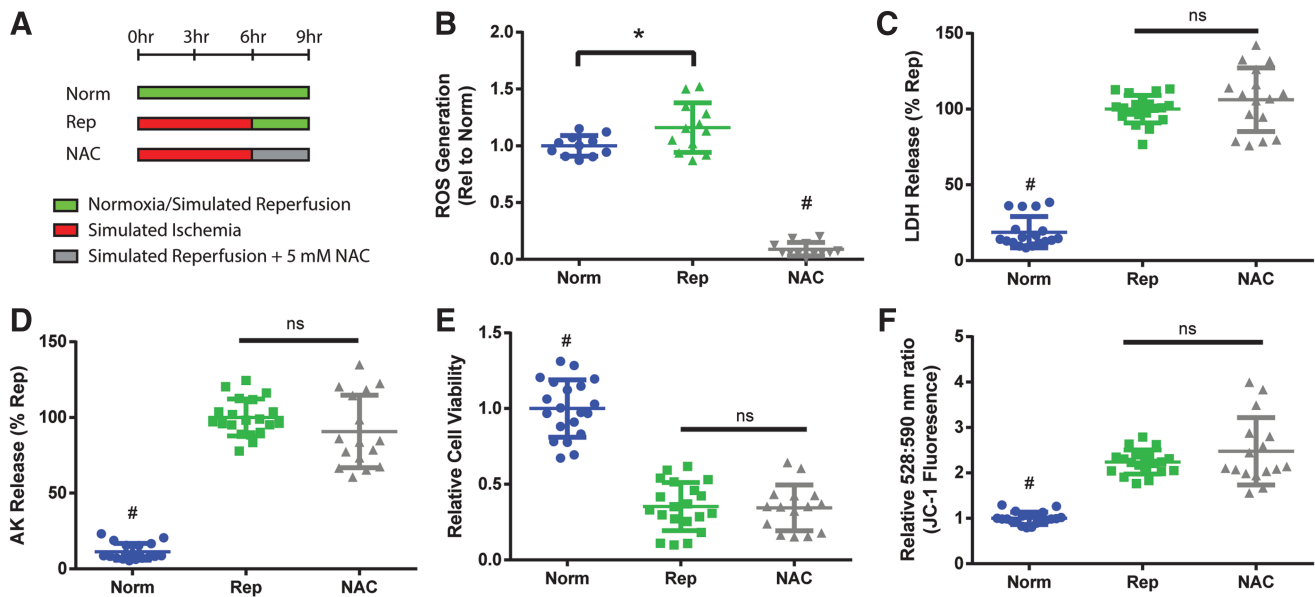 A
0hr 3hr 6hr 9hr
Norm
Rep
NAC
Normoxia/Simulated Reperfusion
Simulated Ischemia
Simulated Reperfusion + 5 mM NAC
B
ROS Generation
(Rel to Norm)
2.0
1.5
1.0
0.5
0.0
*
#
Norm Rep NAC
C
LDH Release (% Rep)
150
100
50
0
ns
#
Norm Rep NAC
D
AK Release (% Rep)
150
100
50
0
ns
#
Norm Rep NAC
E
Relative Cell Viability
1.5
1.0
0.5
0.0
#
ns
Norm Rep NAC
F
Relative 528:590 nm ratio
(JC-1 Fluoresence)
5
4
3
2
1
0
ns
#
Norm Rep NAC